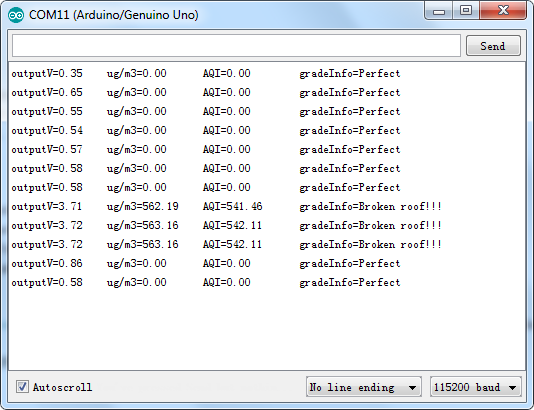 COM11 (Arduino/Genuino Uno)
Send
outputV=0.35 ug/m3=0.00 AQI=0.00 gradeInfo=Perfect
outputV=0.65 ug/m3=0.00 AQI=0.00 gradeInfo=Perfect
outputV=0.55 ug/m3=0.00 AQI=0.00 gradeInfo=Perfect
outputV=0.54 ug/m3=0.00 AQI=0.00 gradeInfo=Perfect
outputV=0.57 ug/m3=0.00 AQI=0.00 gradeInfo=Perfect
outputV=0.58 ug/m3=0.00 AQI=0.00 gradeInfo=Perfect
outputV=0.58 ug/m3=0.00 AQI=0.00 gradeInfo=Perfect
outputV=3.71 ug/m3=562.19 AQI=541.46 gradeInfo=Broken roof!!!
outputV=3.72 ug/m3=563.16 AQI=542.11 gradeInfo=Broken roof!!!
outputV=3.72 ug/m3=563.16 AQI=542.11 gradeInfo=Broken roof!!!
outputV=0.86 ug/m3=0.00 AQI=0.00 gradeInfo=Perfect
outputV=0.58 ug/m3=0.00 AQI=0.00 gradeInfo=Perfect
Autoscroll No line ending 115200 baud